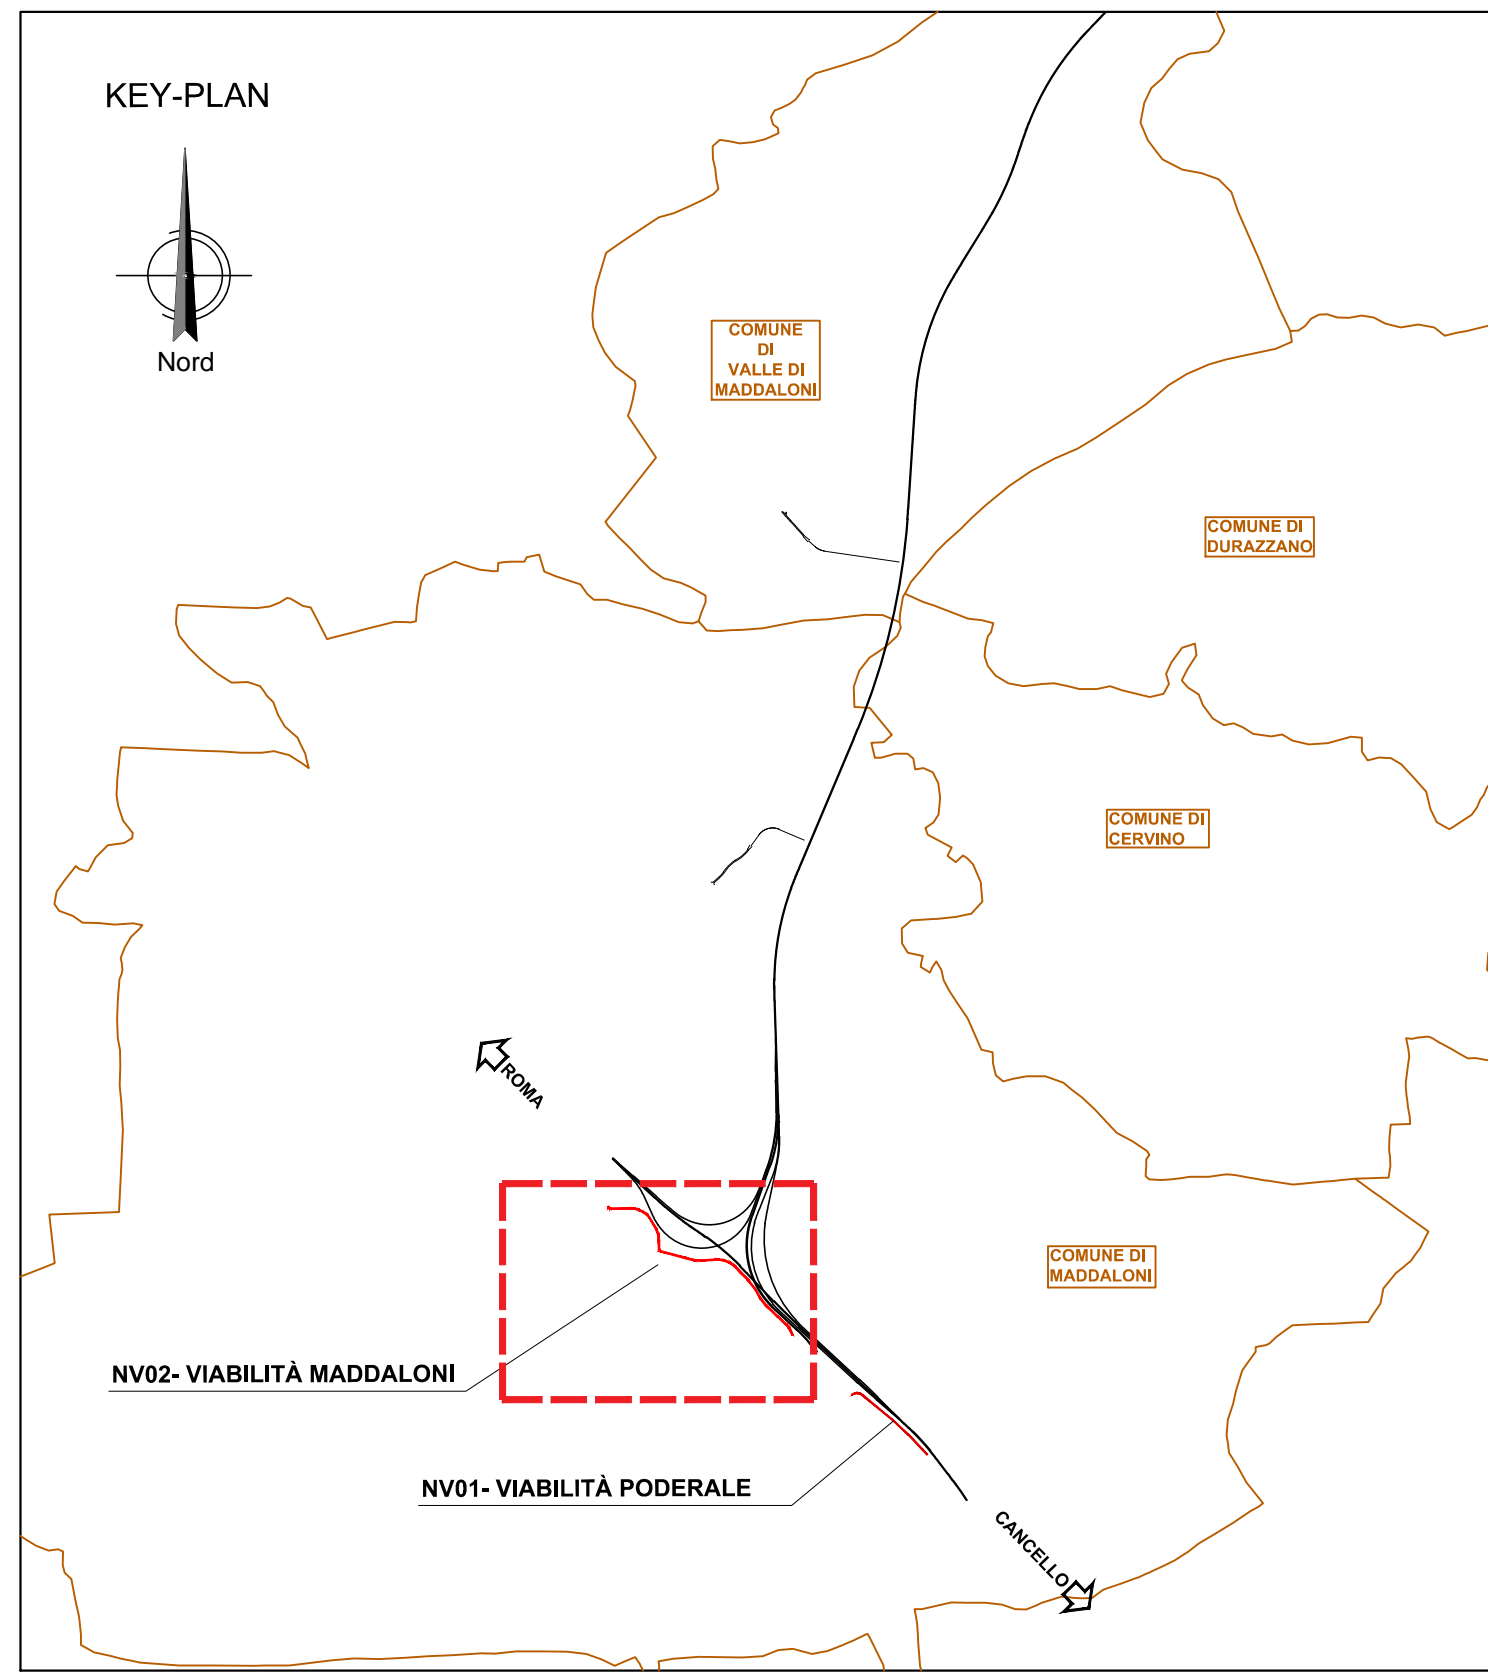 KEY-PLAN
Nord
COMUNE
DI
VALLE DI
MADDALONI
COMUNE DI
DURAZZANO
COMUNE DI
CERVINO
ROMA
COMUNE DI
MADDALONI
NV02- VIABILITÀ MADDALONI
NV01- VIABILITÀ PODERALE
CANCELLO